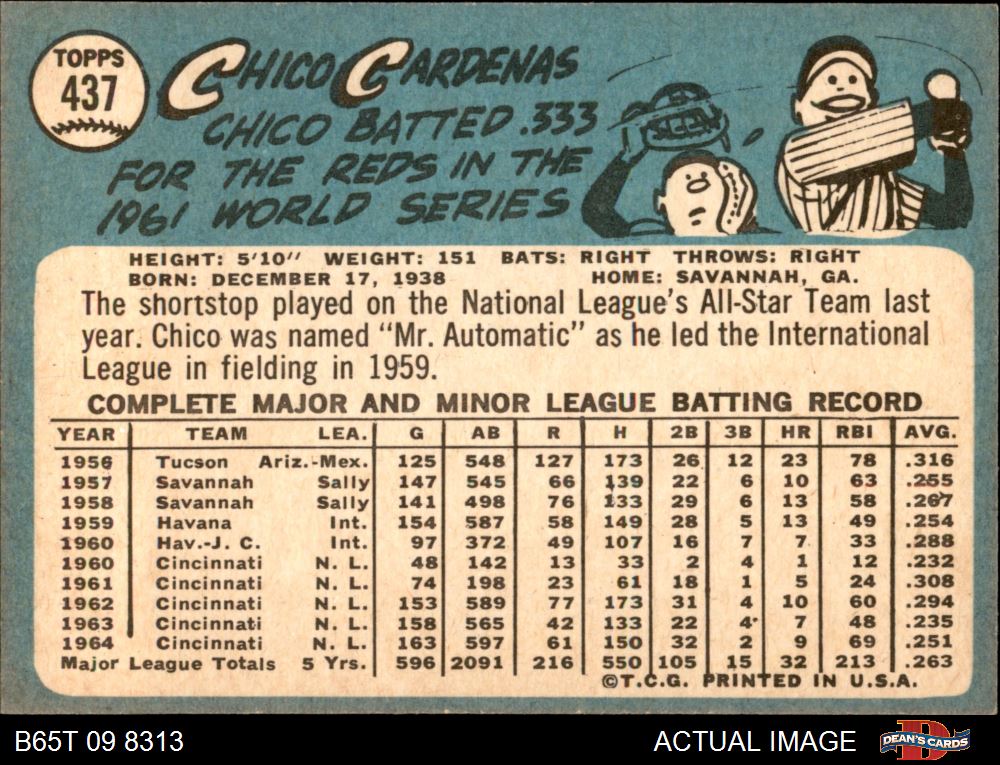 TOPPS
437
CHICO CARDENAS
CHICO BATTED .333
FOR THE REDS IN THE
1961 WORLD SERIES
HEIGHT: 5'10" WEIGHT: 151 BATS: RIGHT THROWS: RIGHT
BORN: DECEMBER 17, 1938 HOME: SAVANNAH, GA.
The shortstop played on the National League's All-Star Team last
year. Chico was named "Mr. Automatic" as he led the International
League in fielding in 1959.
COMPLETE MAJOR AND MINOR LEAGUE BATTING RECORD
YEAR TEAM LEA. G AB R H 2B 3B HR RBI AVG.
1956 Tucson Ariz.-Mex. 125 548 127 173 26 12 23 78 .316
1957 Savannah Sally 147 545 66 139 22 6 10 63 .255
1958 Savannah Sally 141 498 76 133 29 6 13 58 .267
1959 Havana Int. 154 587 58 149 28 5 13 49 .254
1960 Hav.-J. C. Int. 97 372 49 107 16 7 7 33 .288
1960 Cincinnati N. L. 48 142 13 33 2 4 1 12 .232
1961 Cincinnati N. L. 74 198 23 61 18 1 5 24 .308
1962 Cincinnati N. L. 153 589 77 173 31 4 10 60 .294
1963 Cincinnati N. L. 158 565 42 133 22 4 7 48 .235
1964 Cincinnati N. L. 163 597 61 150 32 2 9 69 .251
Major League Totals 5 Yrs. 596 2091 216 550 105 15 32 213 .263
©T.C.G. PRINTED IN U.S.A.
B65T 09 8313 ACTUAL IMAGE DEAN'S CARDS